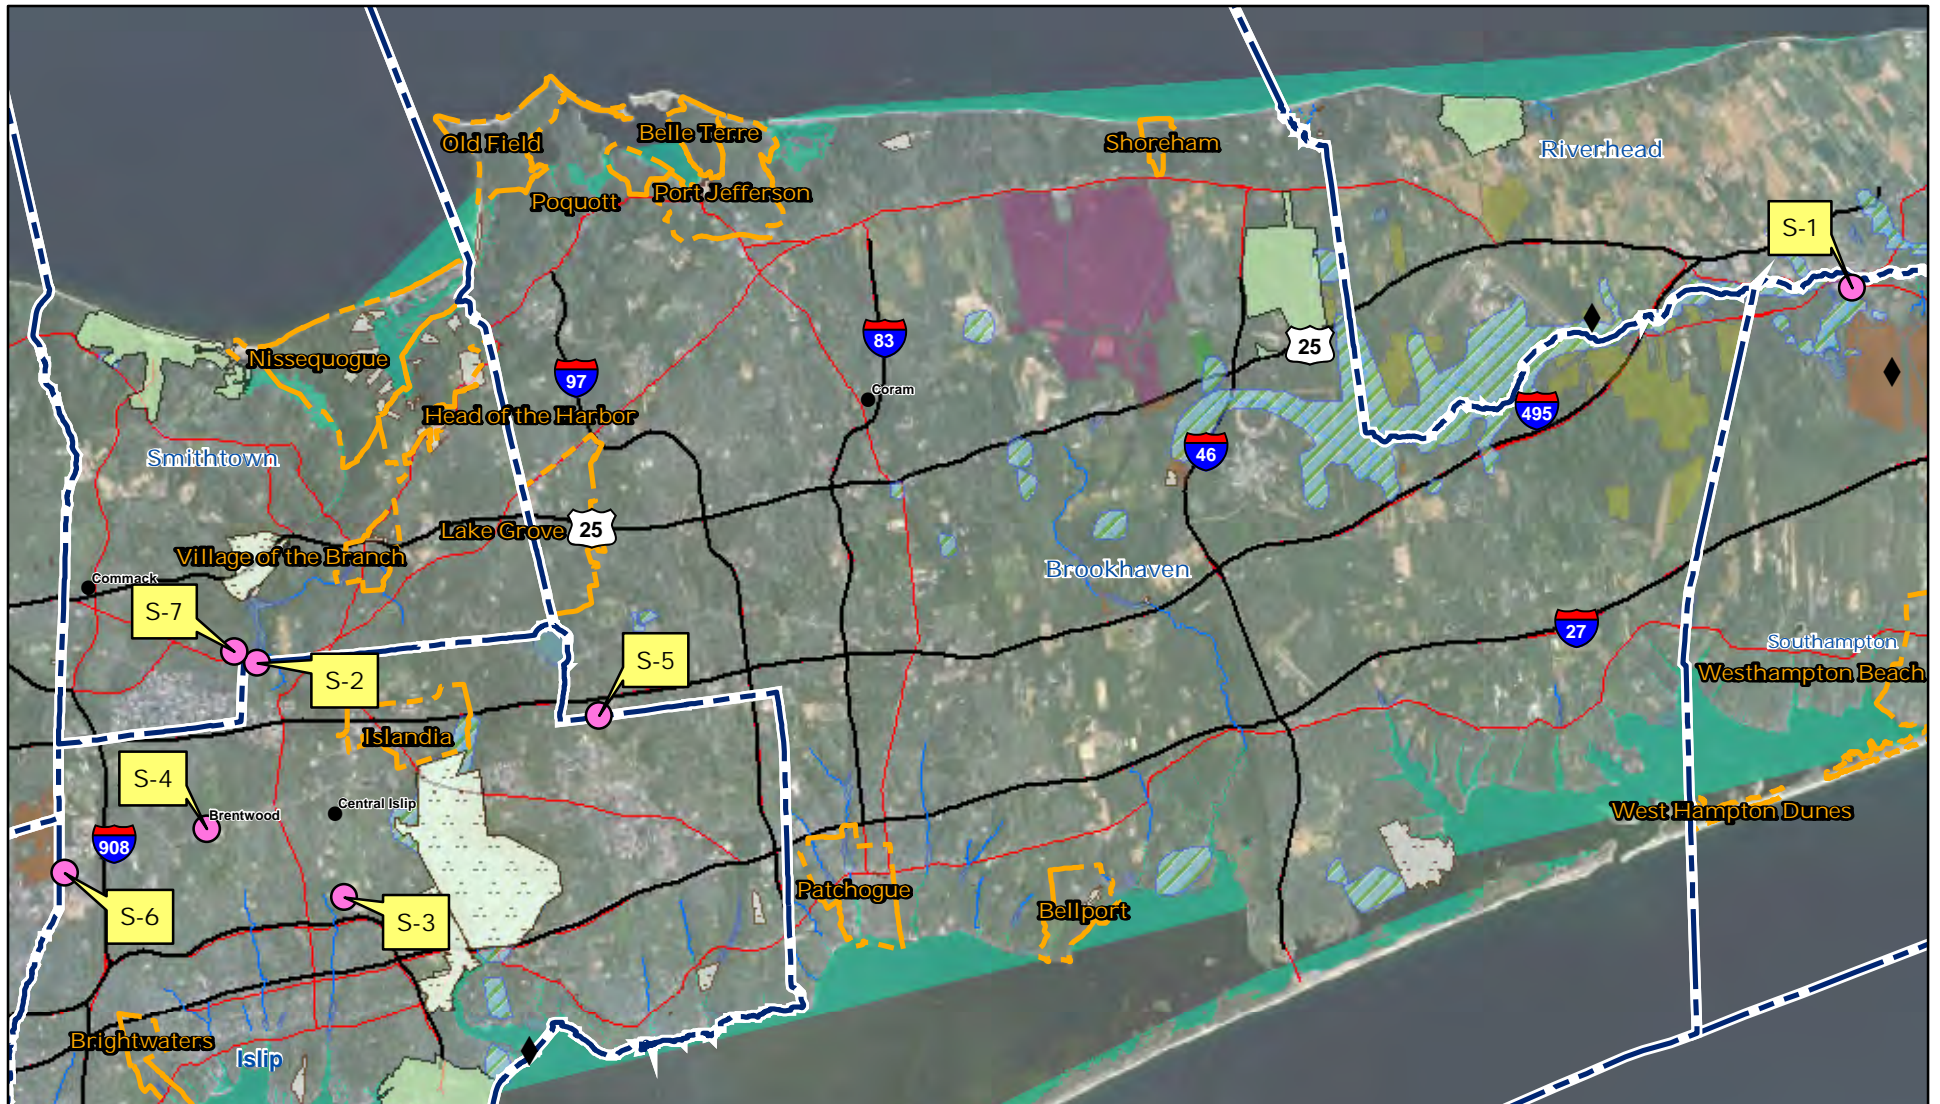 Old Field
Belle Terre
Shoreham
Riverhead
Poquott
Port Jefferson
S-1
83
25
Nissequogue
97
Coram
Head of the Harbor
495
46
Smithtown
Lake Grove
25
Village of the Branch
Brookhaven
Commack
S-7
27
Southampton
S-5
Westhampton Beach
S-2
Islandia
S-4
Central Islip
Brentwood
West Hampton Dunes
908
Patchogue
S-6
S-3
Bellport
Brightwaters
Islip